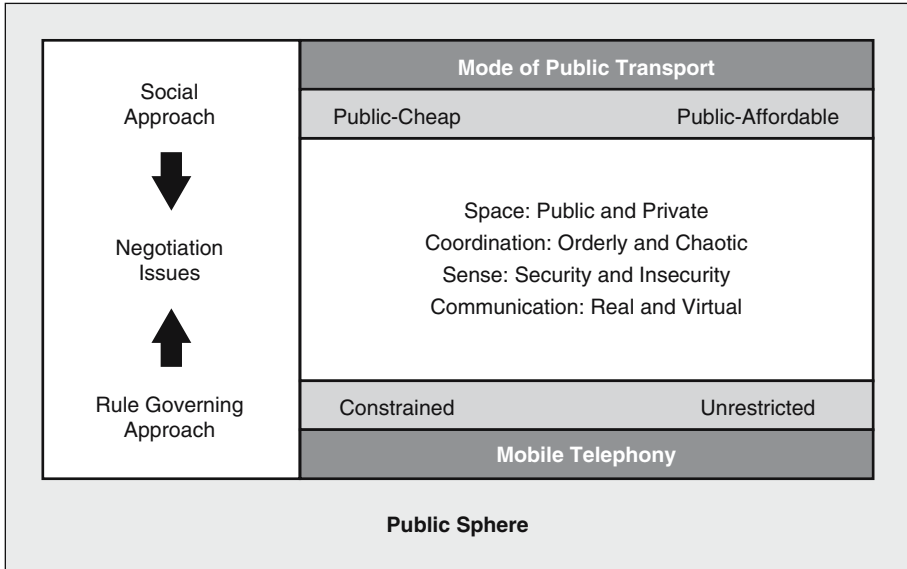 Social
Approach
Negotiation
Issues
Rule Governing
Approach
Mode of Public Transport
Public-Cheap
Public-Affordable
Space: Public and Private
Coordination: Orderly and Chaotic
Sense: Security and Insecurity
Communication: Real and Virtual
Constrained
Unrestricted
Mobile Telephony
Public Sphere